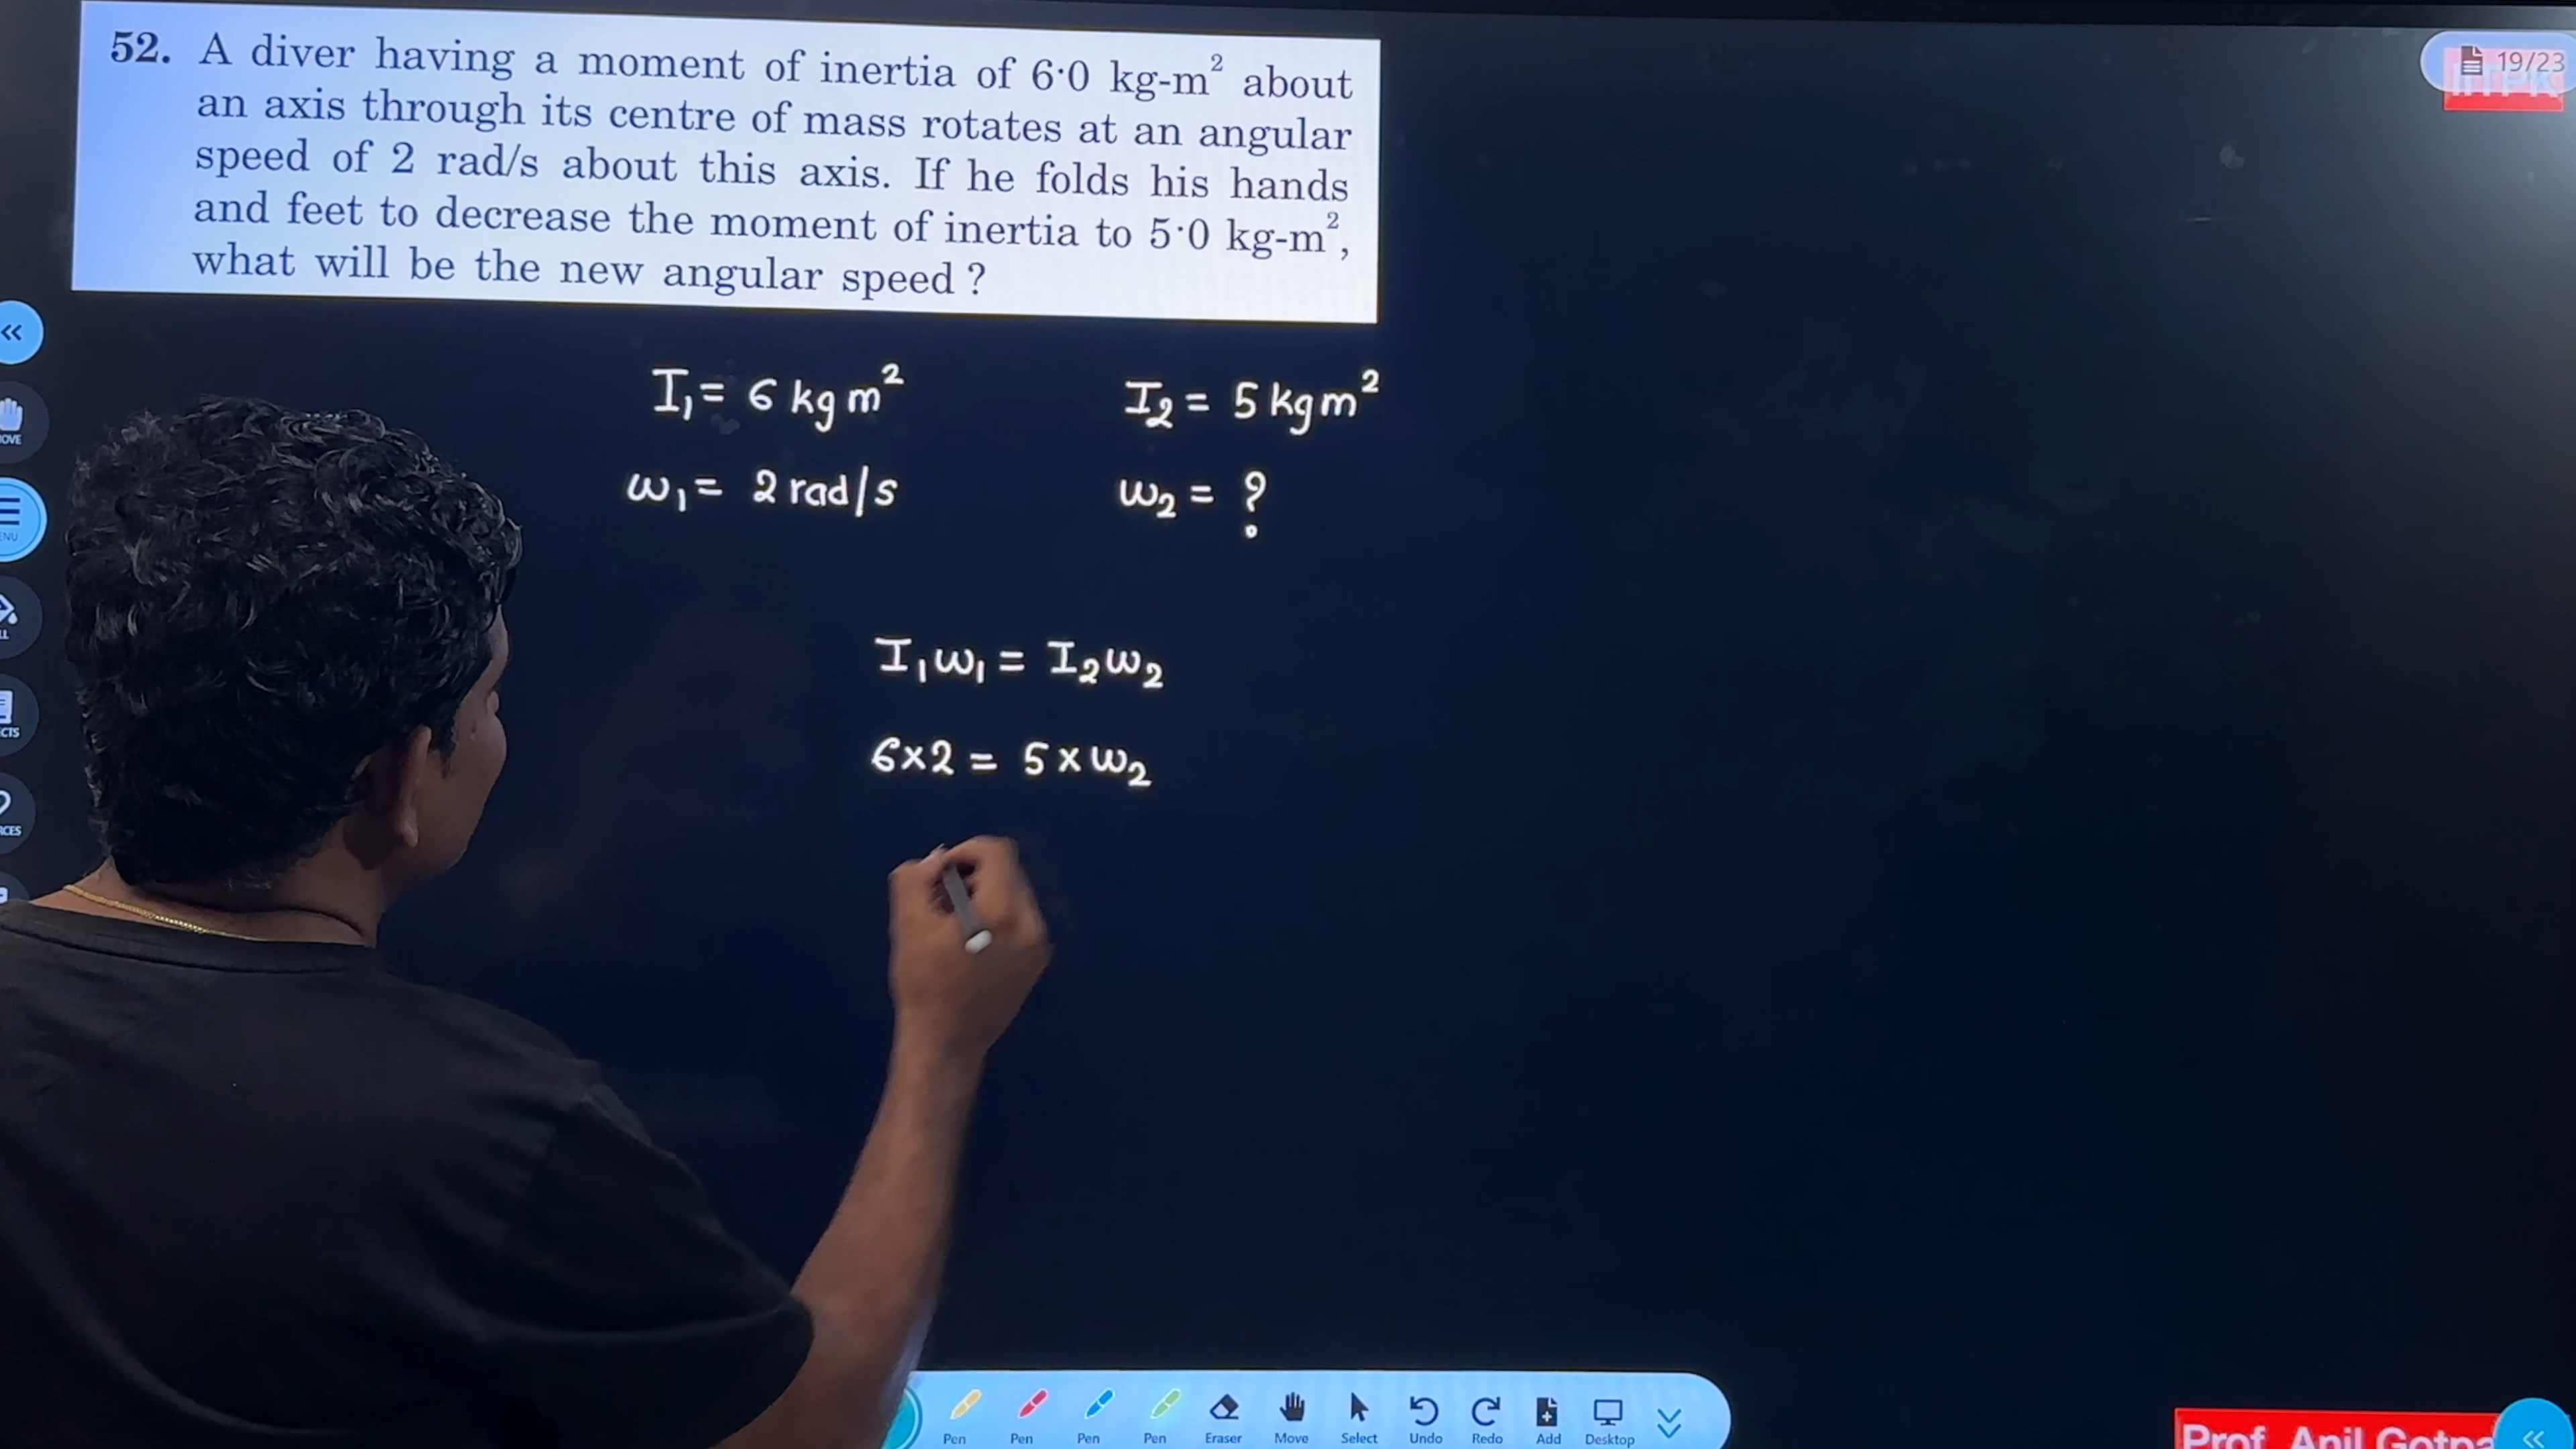 52. A diver having a moment of inertia of 6·0 kg-m² about
an axis through its centre of mass rotates at an angular
speed of 2 rad/s about this axis. If he folds his hands
and feet to decrease the moment of inertia to 5·0 kg-m²,
what will be the new angular speed ?
19/23
I₁ = 6 kg m²
I₂ = 5 kg m²
ω₁ = 2 rad/s
ω₂ = ?
I₁ω₁ = I₂ω₂
6×2 = 5×ω₂
Pen Pen Pen Pen Eraser Move Select Undo Redo Add Desktop
Prof. Anil